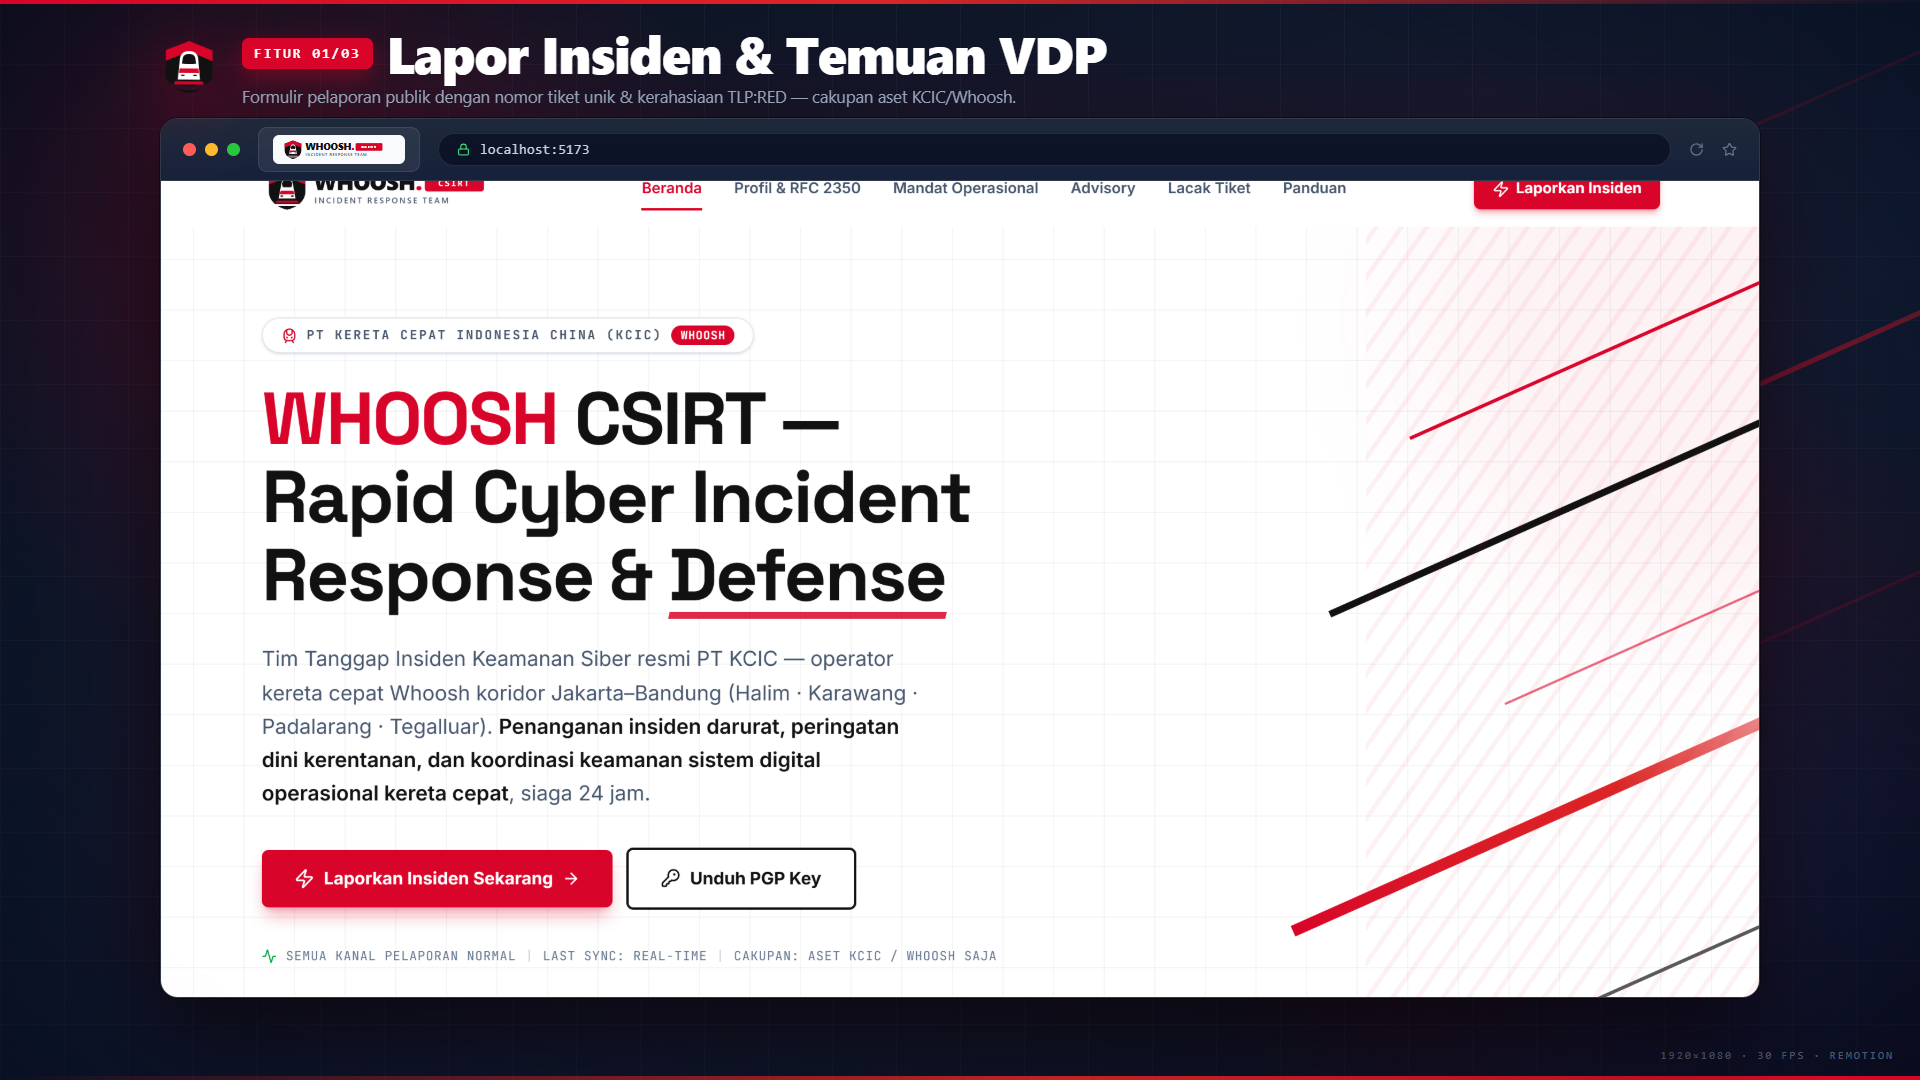 FITUR 01/03
Lapor Insiden & Temuan VDP
Formulir pelaporan publik dengan nomor tiket unik & kerahasiaan TLP:RED — cakupan aset KCIC/Whoosh.
WHOOSH.
INCIDENT RESPONSE TEAM
localhost:5173
WHOOSH. CSIRT
INCIDENT RESPONSE TEAM
Beranda
Profil & RFC 2350
Mandat Operasional
Advisory
Lacak Tiket
Panduan
Laporkan Insiden
PT KERETA CEPAT INDONESIA CHINA (KCIC) WHOOSH
WHOOSH CSIRT —
Rapid Cyber Incident
Response & Defense
Tim Tanggap Insiden Keamanan Siber resmi PT KCIC — operator
kereta cepat Whoosh koridor Jakarta–Bandung (Halim · Karawang ·
Padalarang · Tegalluar). Penanganan insiden darurat, peringatan
dini kerentanan, dan koordinasi keamanan sistem digital
operasional kereta cepat, siaga 24 jam.
Laporkan Insiden Sekarang →
Unduh PGP Key
SEMUA KANAL PELAPORAN NORMAL | LAST SYNC: REAL-TIME | CAKUPAN: ASET KCIC / WHOOSH SAJA
1920×1080 · 30 FPS · REMOTION